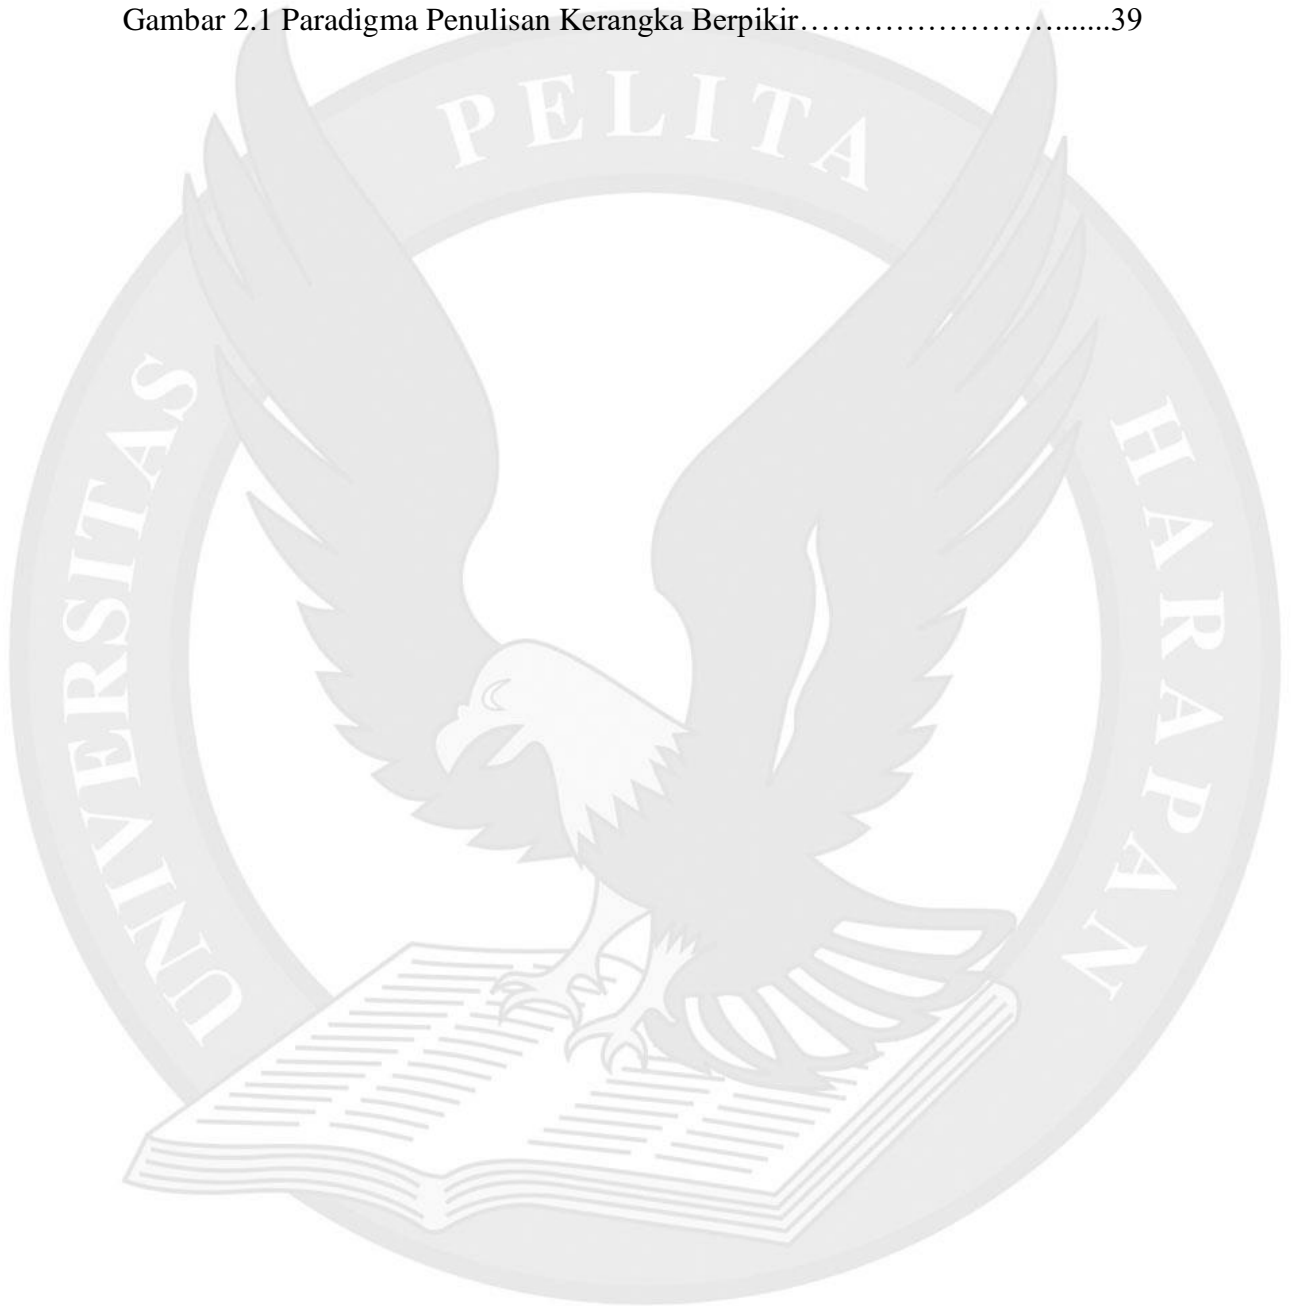 Gambar 2.1 Paradigma Penulisan Kerangka Berpikir…………………….......39
UNIVERSITAS PELITA HARAPAN